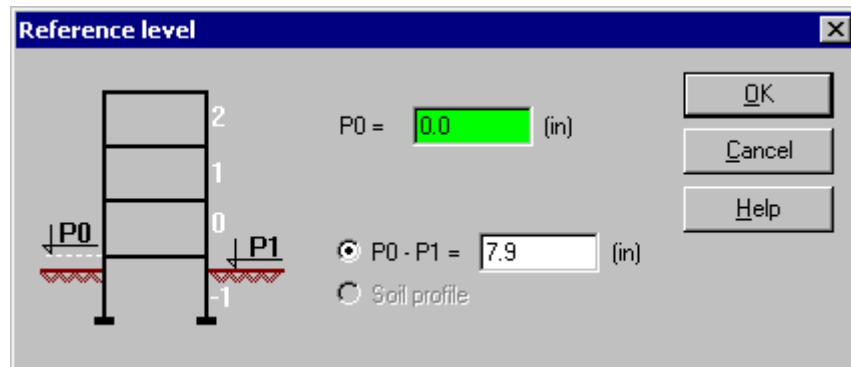 Reference level
OK
2
P0 = 0.0 (in)
Cancel
1
Help
0
P0
P1
P0 - P1 = 7.9 (in)
-1
Soil profile